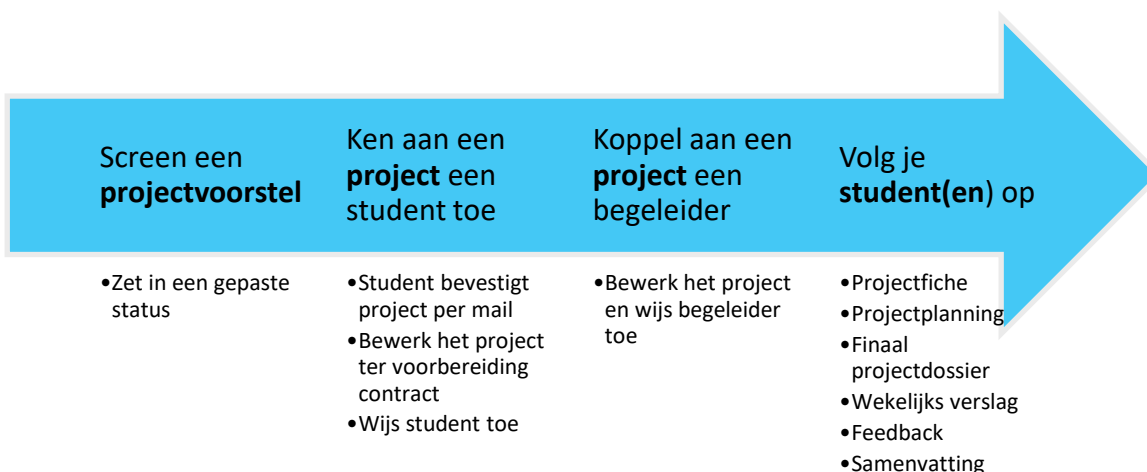 Screen een
projectvoorstel
•Zet in een gepaste
status
Ken aan een
project een
student toe
•Student bevestigt
project per mail
•Bewerk het project
ter voorbereiding
contract
•Wijs student toe
Koppel aan een
project een
begeleider
•Bewerk het project
en wijs begeleider
toe
Volg je
student(en) op
•Projectfiche
•Projectplanning
•Finaal
projectdossier
•Wekelijks verslag
•Feedback
•Samenvatting